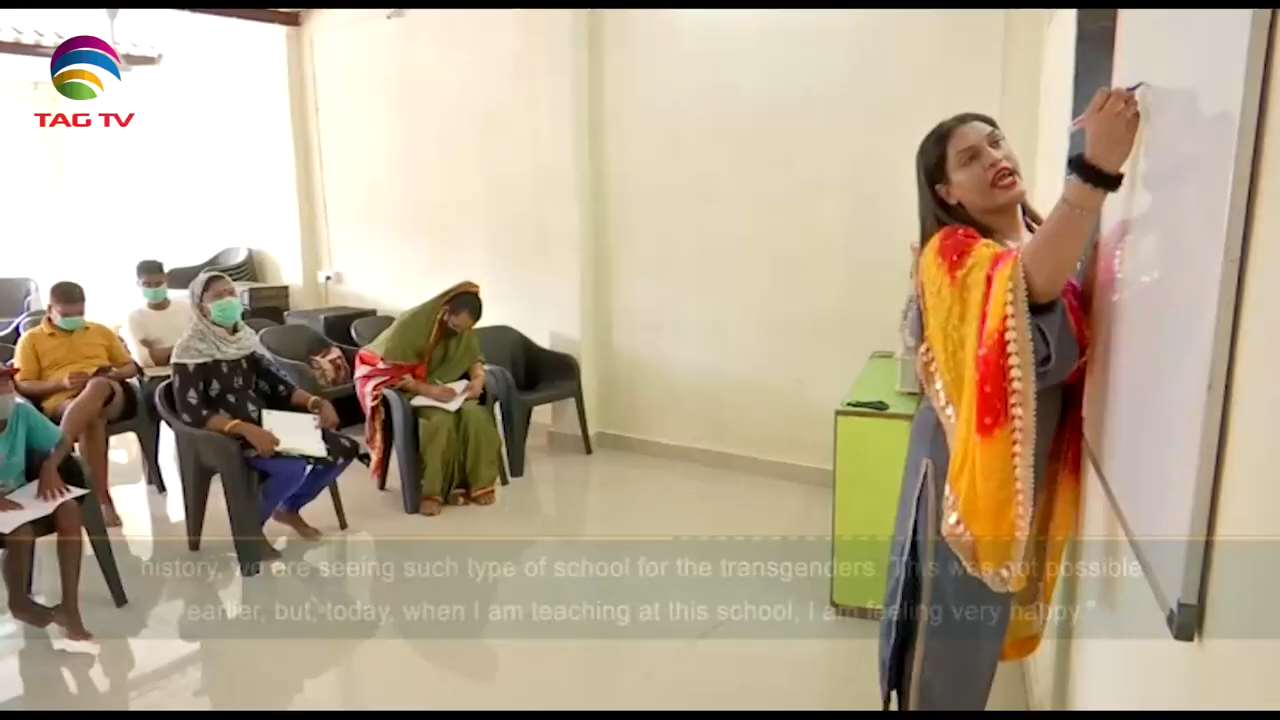 TAG TV
history, we are seeing such type of school for the transgenders. This was not possible
earlier, but, today, when I am teaching at this school, I am feeling very happy."